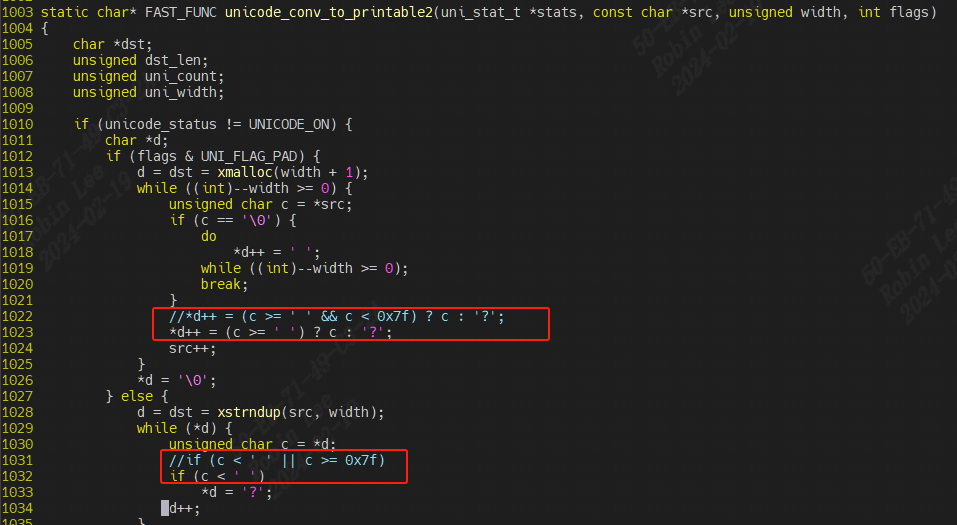 1003 static char* FAST_FUNC unicode_conv_to_printable2(uni_stat_t *stats, const char *src, unsigned width, int flags)
1004 {
1005     char *dst;
1006     unsigned dst_len;
1007     unsigned uni_count;
1008     unsigned uni_width;
1009
1010     if (unicode_status != UNICODE_ON) {
1011         char *d;
1012         if (flags & UNI_FLAG_PAD) {
1013             d = dst = xmalloc(width + 1);
1014             while ((int)--width >= 0) {
1015                 unsigned char c = *src;
1016                 if (c == '\0') {
1017                     do
1018                         *d++ = ' ';
1019                     while ((int)--width >= 0);
1020                     break;
1021                 }
1022                 //*d++ = (c >= ' ' && c < 0x7f) ? c : '?';
1023                 *d++ = (c >= ' ') ? c : '?';
1024                 src++;
1025             }
1026             *d = '\0';
1027         } else {
1028             d = dst = xstrndup(src, width);
1029             while (*d) {
1030                 unsigned char c = *d;
1031                 //if (c < ' ' || c >= 0x7f)
1032                 if (c < ' ')
1033                     *d = '?';
1034                 d++;
1035             }
50-EB-71-49
Robin Lee
2024-02-19